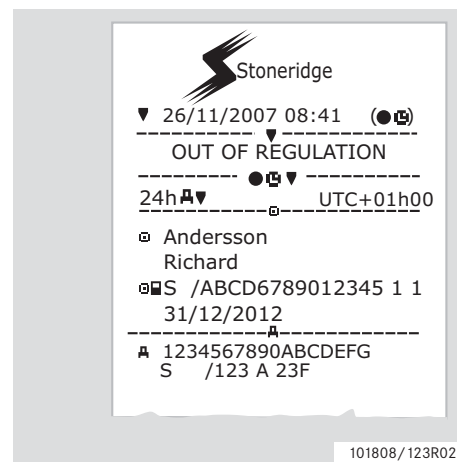 Stoneridge
▼ 26/11/2007 08:41 (●◷)
OUT OF REGULATION
24h UTC+01h00
Andersson
Richard
S /ABCD6789012345 1 1
31/12/2012
1234567890ABCDEFG
S /123 A 23F
101808/123R02